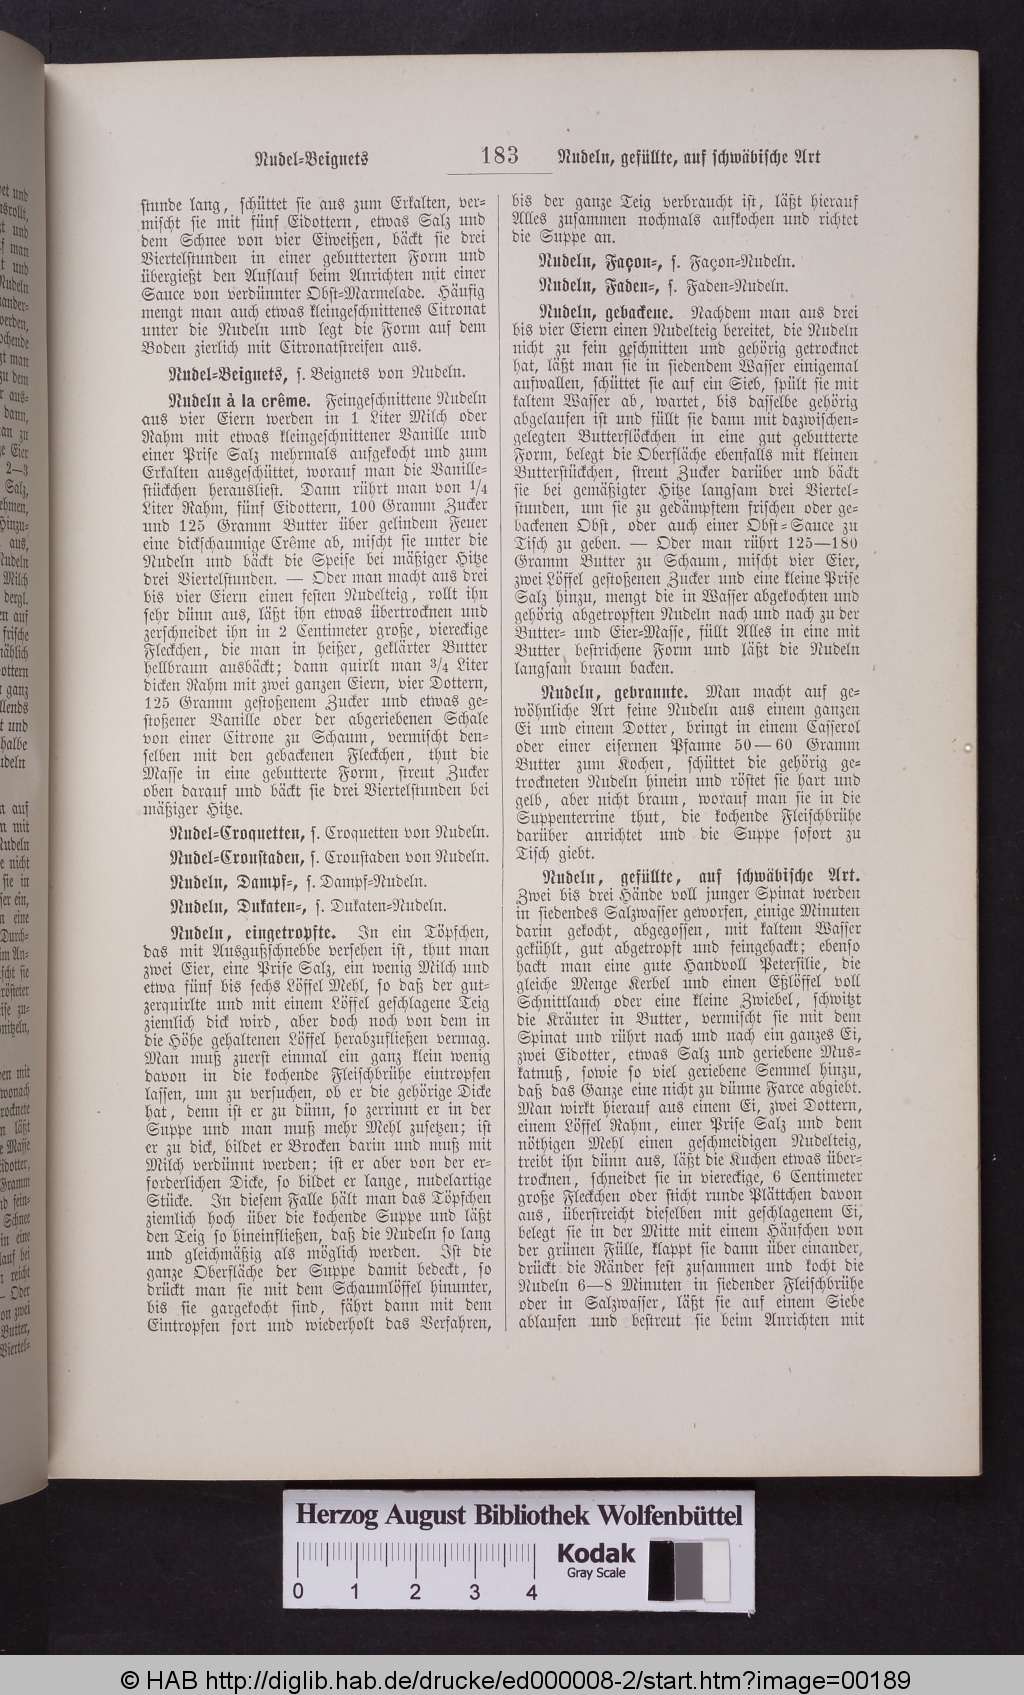 Nudel-Beignets
183
Nudeln, gefüllte, auf schwäbische Art
stunde lang, schüttet sie aus zum Erkalten, ver-
mischt sie mit fünf Eidottern, etwas Salz und
dem Schnee von vier Eiweißen, bäckt sie drei
Viertelstunden in einer gebutterten Form und
übergießt den Auflauf beim Anrichten mit einer
Sauce von verdünnter Obst-Marmelade. Häufig
mengt man auch etwas kleingeschnittenes Citronat
unter die Nudeln und legt die Form auf dem
Boden zierlich mit Citronatstreifen aus.
Nudel-Beignets, s. Beignets von Nudeln.
Nudeln à la crême. Feingeschnittene Nudeln
aus vier Eiern werden in 1 Liter Milch oder
Rahm mit etwas kleingeschnittener Vanille und
einer Prise Salz mehrmals aufgekocht und zum
Erkalten ausgeschüttet, worauf man die Vanille-
stückchen herausliest. Dann rührt man von 1/4
Liter Rahm, fünf Eidottern, 100 Gramm Zucker
und 125 Gramm Butter über gelindem Feuer
eine dickschaumige Crême ab, mischt sie unter die
Nudeln und bäckt die Speise bei mäßiger Hitze
drei Viertelstunden. — Oder man macht aus drei
bis vier Eiern einen festen Nudelteig, rollt ihn
sehr dünn aus, läßt ihn etwas übertrocknen und
zerschneidet ihn in 2 Centimeter große, viereckige
Fleckchen, die man in heißer, geklärter Butter
hellbraun ausbäckt; dann quirlt man 3/4 Liter
dicken Rahm mit zwei ganzen Eiern, vier Dottern,
125 Gramm gestoßenem Zucker und etwas ge-
stoßener Vanille oder der abgeriebenen Schale
von einer Citrone zu Schaum, vermischt den-
selben mit den gebackenen Fleckchen, thut die
Masse in eine gebutterte Form, streut Zucker
oben darauf und bäckt sie drei Viertelstunden bei
mäßiger Hitze.
Nudel-Croquetten, s. Croquetten von Nudeln.
Nudel-Croustaden, s. Croustaden von Nudeln.
Nudeln, Dampf-, s. Dampf-Nudeln.
Nudeln, Dukaten-, s. Dukaten-Nudeln.
Nudeln, eingetropfte. In ein Töpfchen,
das mit Ausgußschnebbe versehen ist, thut man
zwei Eier, eine Prise Salz, ein wenig Milch und
etwa fünf bis sechs Löffel Mehl, so daß der gut-
zerquirlte und mit einem Löffel geschlagene Teig
ziemlich dick wird, aber doch noch von dem in
die Höhe gehaltenen Löffel herabzufließen vermag.
Man muß zuerst einmal ein ganz klein wenig
davon in die kochende Fleischbrühe eintropfen
lassen, um zu versuchen, ob er die gehörige Dicke
hat, denn ist er zu dünn, so zerrinnt er in der
Suppe und man muß mehr Mehl zusetzen; ist
er zu dick, bildet er Brocken darin und muß mit
Milch verdünnt werden; ist er aber von der er-
forderlichen Dicke, so bildet er lange, nudelartige
Stücke. In diesem Falle hält man das Töpfchen
ziemlich hoch über die kochende Suppe und läßt
den Teig so hineinfließen, daß die Nudeln so lang
und gleichmäßig als möglich werden. Ist die
ganze Oberfläche der Suppe damit bedeckt, so
drückt man sie mit dem Schaumlöffel hinunter,
bis sie gargekocht sind, fährt dann mit dem
Eintropfen fort und wiederholt das Verfahren,
bis der ganze Teig verbraucht ist, läßt hierauf
Alles zusammen nochmals aufkochen und richtet
die Suppe an.
Nudeln, Façon-, s. Façon-Nudeln.
Nudeln, Faden-, s. Faden-Nudeln.
Nudeln, gebackene. Nachdem man aus drei
bis vier Eiern einen Nudelteig bereitet, die Nudeln
nicht zu fein geschnitten und gehörig getrocknet
hat, läßt man sie in siedendem Wasser einigemal
aufwallen, schüttet sie auf ein Sieb, spült sie mit
kaltem Wasser ab, wartet, bis dasselbe gehörig
abgelaufen ist und füllt sie dann mit dazwischen-
gelegten Butterflöckchen in eine gut gebutterte
Form, belegt die Oberfläche ebenfalls mit kleinen
Butterstückchen, streut Zucker darüber und bäckt
sie bei gemäßigter Hitze langsam drei Viertel-
stunden, um sie zu gedämpftem frischen oder ge-
backenen Obst, oder auch einer Obst-Sauce zu
Tisch zu geben. — Oder man rührt 125—180
Gramm Butter zu Schaum, mischt vier Eier,
zwei Löffel gestoßenen Zucker und eine kleine Prise
Salz hinzu, mengt die in Wasser abgekochten und
gehörig abgetropften Nudeln nach und nach zu der
Butter- und Eier-Masse, füllt Alles in eine mit
Butter bestrichene Form und läßt die Nudeln
langsam braun backen.
Nudeln, gebrannte. Man macht auf ge-
wöhnliche Art feine Nudeln aus einem ganzen
Ei und einem Dotter, bringt in einem Casserol
oder einer eisernen Pfanne 50—60 Gramm
Butter zum Kochen, schüttet die gehörig ge-
trockneten Nudeln hinein und röstet sie hart und
gelb, aber nicht braun, worauf man sie in die
Suppenterrine thut, die kochende Fleischbrühe
darüber anrichtet und die Suppe sofort zu
Tisch giebt.
Nudeln, gefüllte, auf schwäbische Art.
Zwei bis drei Hände voll junger Spinat werden
in siedendes Salzwasser geworfen, einige Minuten
darin gekocht, abgegossen, mit kaltem Wasser
gekühlt, gut abgetropft und feingehackt; ebenso
hackt man eine gute Handvoll Petersilie, die
gleiche Menge Kerbel und einen Eßlöffel voll
Schnittlauch oder eine kleine Zwiebel, schwitzt
die Kräuter in Butter, vermischt sie mit dem
Spinat und rührt nach und nach ein ganzes Ei,
zwei Eidotter, etwas Salz und geriebene Mus-
katnuß, sowie so viel geriebene Semmel hinzu,
daß das Ganze eine nicht zu dünne Farce abgiebt.
Man wirkt hierauf aus einem Ei, zwei Dottern,
einem Löffel Rahm, einer Prise Salz und dem
nöthigen Mehl einen geschmeidigen Nudelteig,
treibt ihn dünn aus, läßt die Kuchen etwas über-
trocknen, schneidet sie in viereckige, 6 Centimeter
große Fleckchen oder sticht runde Plättchen davon
aus, überstreicht dieselben mit geschlagenem Ei,
belegt sie in der Mitte mit einem Häufchen von
der grünen Fülle, klappt sie dann über einander,
drückt die Ränder fest zusammen und kocht die
Nudeln 6—8 Minuten in siedender Fleischbrühe
oder in Salzwasser, läßt sie auf einem Siebe
ablaufen und bestreut sie beim Anrichten mit
Herzog August Bibliothek Wolfenbüttel
Kodak
Gray Scale
0 1 2 3 4
© HAB http://diglib.hab.de/drucke/ed000008-2/start.htm?image=00189